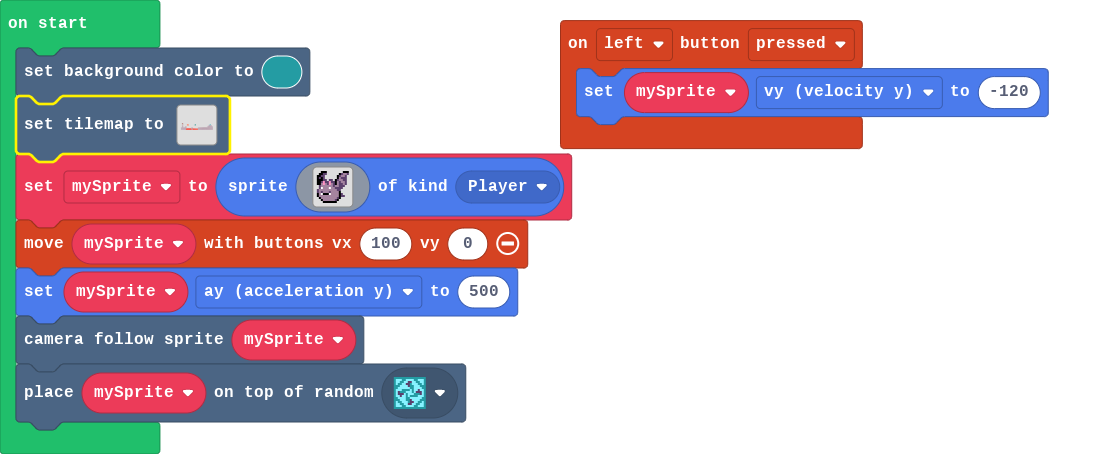 on start
set background color to
set tilemap to
set mySprite to sprite of kind Player
move mySprite with buttons vx 100 vy 0
set mySprite ay (acceleration y) to 500
camera follow sprite mySprite
place mySprite on top of random
on left button pressed
set mySprite vy (velocity y) to -120